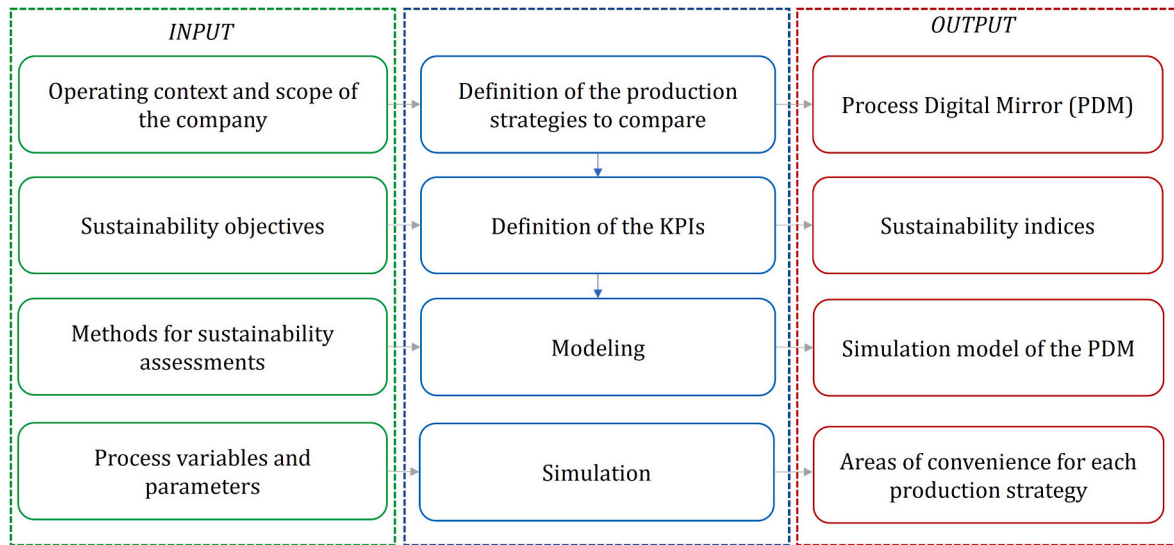 INPUT
OUTPUT
Operating context and scope of
the company
Definition of the production
strategies to compare
Process Digital Mirror (PDM)
Sustainability objectives
Definition of the KPIs
Sustainability indices
Methods for sustainability
assessments
Modeling
Simulation model of the PDM
Process variables and
parameters
Simulation
Areas of convenience for each
production strategy